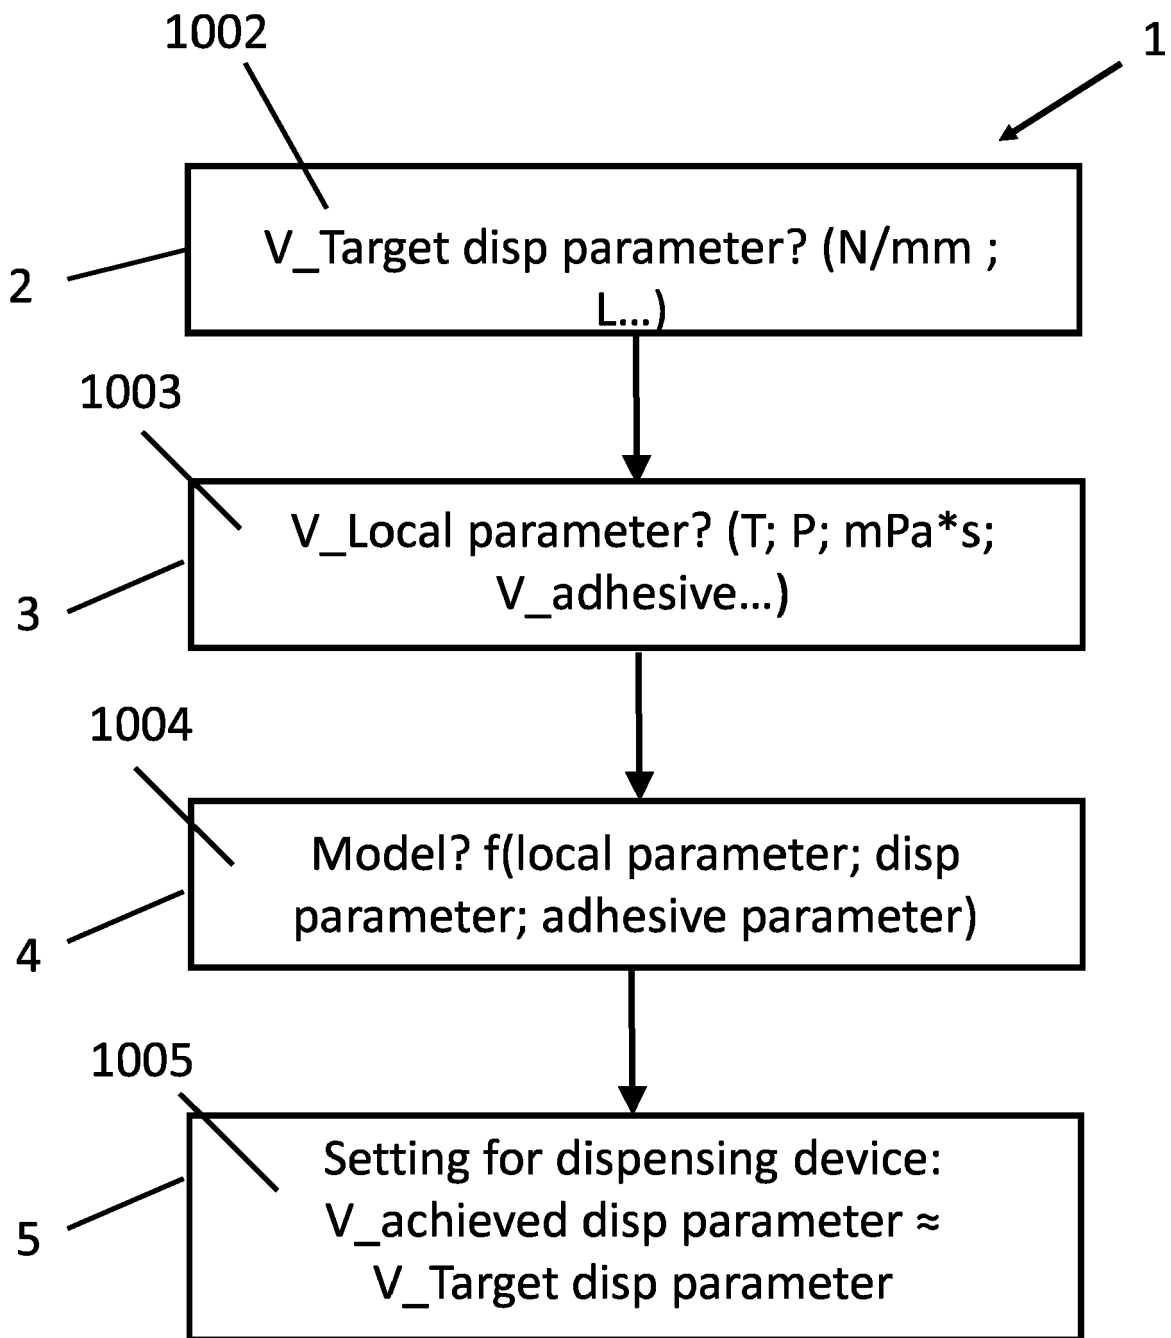 1002
1
V_Target disp parameter? (N/mm ;
L...)
2
1003
V_Local parameter? (T; P; mPa*s;
V_adhesive...)
3
1004
Model? f(local parameter; disp
parameter; adhesive parameter)
4
1005
Setting for dispensing device:
V_achieved disp parameter ≈
V_Target disp parameter
5